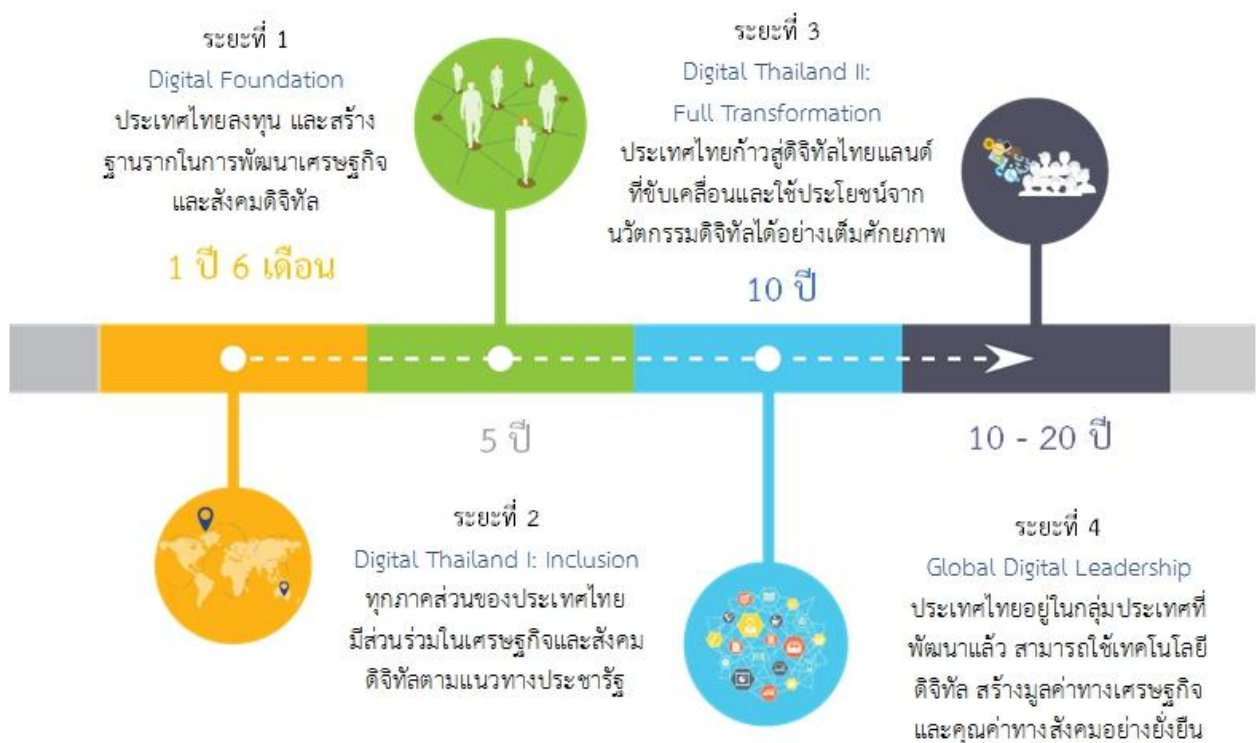 ระยะที่ 1
Digital Foundation
ประเทศไทยลงทุน และสร้าง
ฐานรากในการพัฒนาเศรษฐกิจ
และสังคมดิจิทัล
1 ปี 6 เดือน
5 ปี
ระยะที่ 2
Digital Thailand I: Inclusion
ทุกภาคส่วนของประเทศไทย
มีส่วนร่วมในเศรษฐกิจและสังคม
ดิจิทัลตามแนวทางประชารัฐ
ระยะที่ 3
Digital Thailand II:
Full Transformation
ประเทศไทยก้าวสู่ดิจิทัลไทยแลนด์
ที่ขับเคลื่อนและใช้ประโยชน์จาก
นวัตกรรมดิจิทัลได้อย่างเต็มศักยภาพ
10 ปี
10 - 20 ปี
ระยะที่ 4
Global Digital Leadership
ประเทศไทยอยู่ในกลุ่มประเทศที่
พัฒนาแล้ว สามารถใช้เทคโนโลยี
ดิจิทัล สร้างมูลค่าทางเศรษฐกิจ
และคุณค่าทางสังคมอย่างยั่งยืน